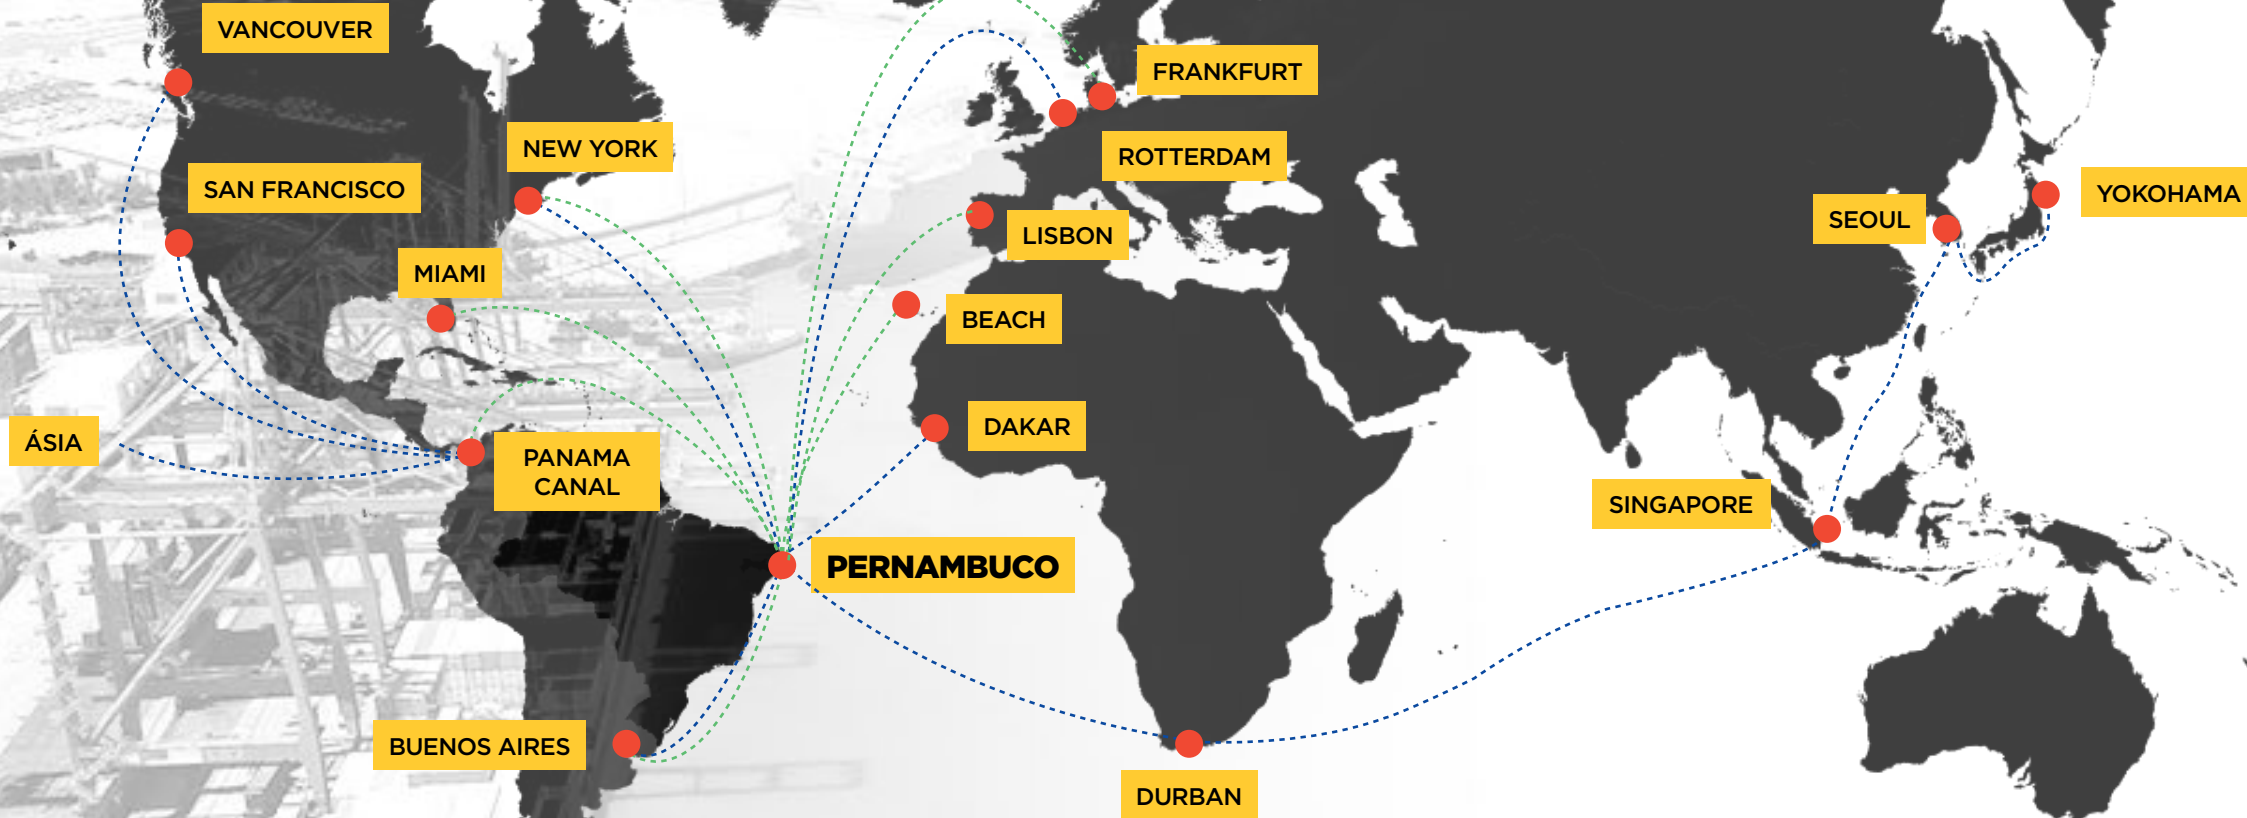 VANCOUVER
FRANKFURT
NEW YORK
ROTTERDAM
SAN FRANCISCO
YOKOHAMA
SEOUL
LISBON
MIAMI
BEACH
DAKAR
ÁSIA
PANAMA
CANAL
SINGAPORE
PERNAMBUCO
BUENOS AIRES
DURBAN